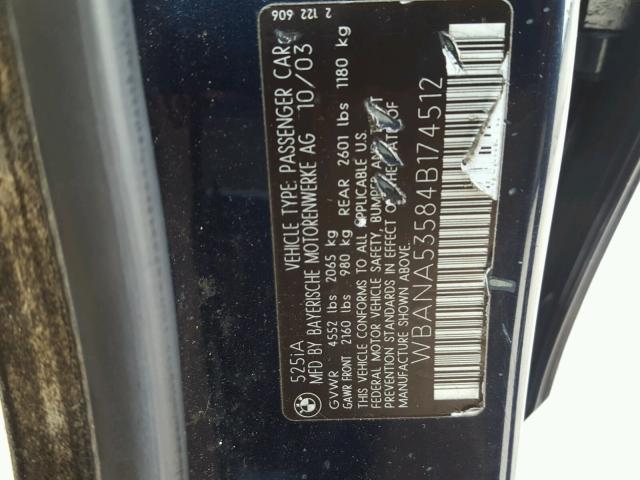 2 122 606
BMW
525iA
VEHICLE TYPE: PASSENGER CAR
MFD BY BAYERISCHE MOTORENWERKE AG 10/03
GVWR 4552 lbs 2065 kg
GAWR FRONT 2160 lbs 980 kg REAR 2601 lbs 1180 kg
THIS VEHICLE CONFORMS TO ALL APPLICABLE U.S.
FEDERAL MOTOR VEHICLE SAFETY, BUMPER AND THEFT
PREVENTION STANDARDS IN EFFECT ON THE DATE OF
MANUFACTURE SHOWN ABOVE.
WBANA53584B174512